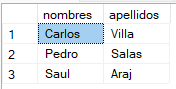 nombres apellidos
1 Carlos Villa
2 Pedro Salas
3 Saul Araj